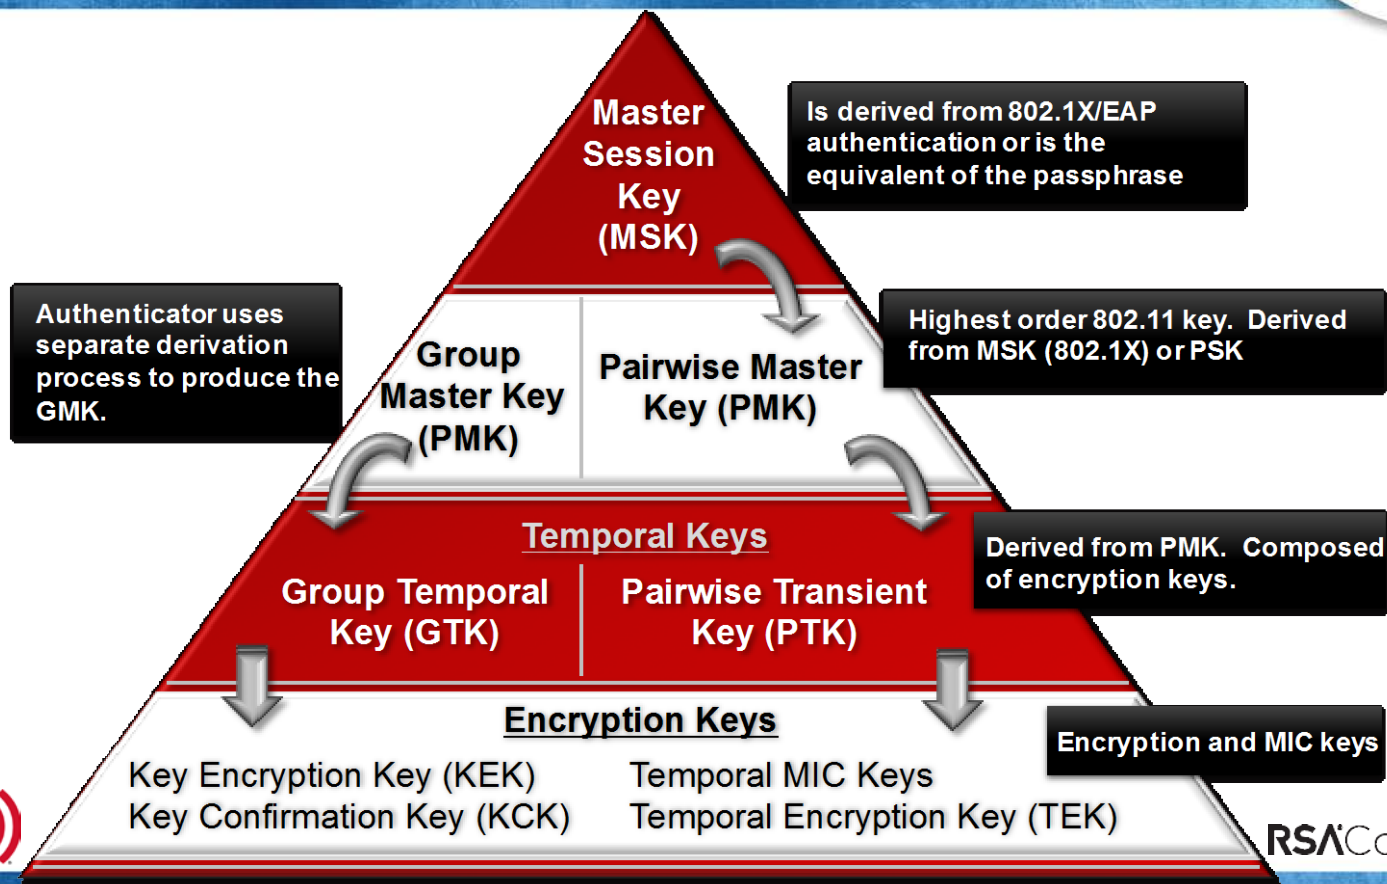 Master
Session
Key
(MSK)
Is derived from 802.1X/EAP
authentication or is the
equivalent of the passphrase
Authenticator uses
separate derivation
process to produce the
GMK.
Group
Master Key
(PMK)
Pairwise Master
Key (PMK)
Highest order 802.11 key. Derived
from MSK (802.1X) or PSK
Temporal Keys
Group Temporal
Key (GTK)
Pairwise Transient
Key (PTK)
Derived from PMK. Composed
of encryption keys.
Encryption Keys
Key Encryption Key (KEK)
Key Confirmation Key (KCK)
Temporal MIC Keys
Temporal Encryption Key (TEK)
Encryption and MIC keys
RSACo